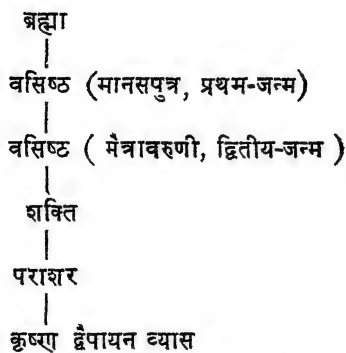 ब्रह्मा
वसिष्ठ (मानसपुत्र, प्रथम-जन्म)
वसिष्ठ ( मैत्रावरुणी, द्वितीय-जन्म )
शक्ति
पराशर
कृष्ण द्वैपायन व्यास